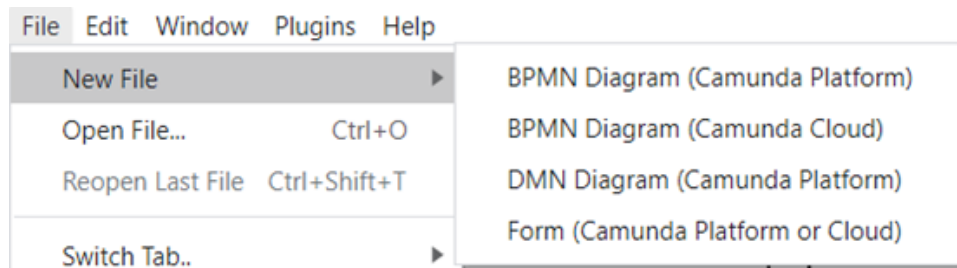 File Edit Window Plugins Help
New File
Open File... Ctrl+O
Reopen Last File Ctrl+Shift+T
Switch Tab..
BPMN Diagram (Camunda Platform)
BPMN Diagram (Camunda Cloud)
DMN Diagram (Camunda Platform)
Form (Camunda Platform or Cloud)